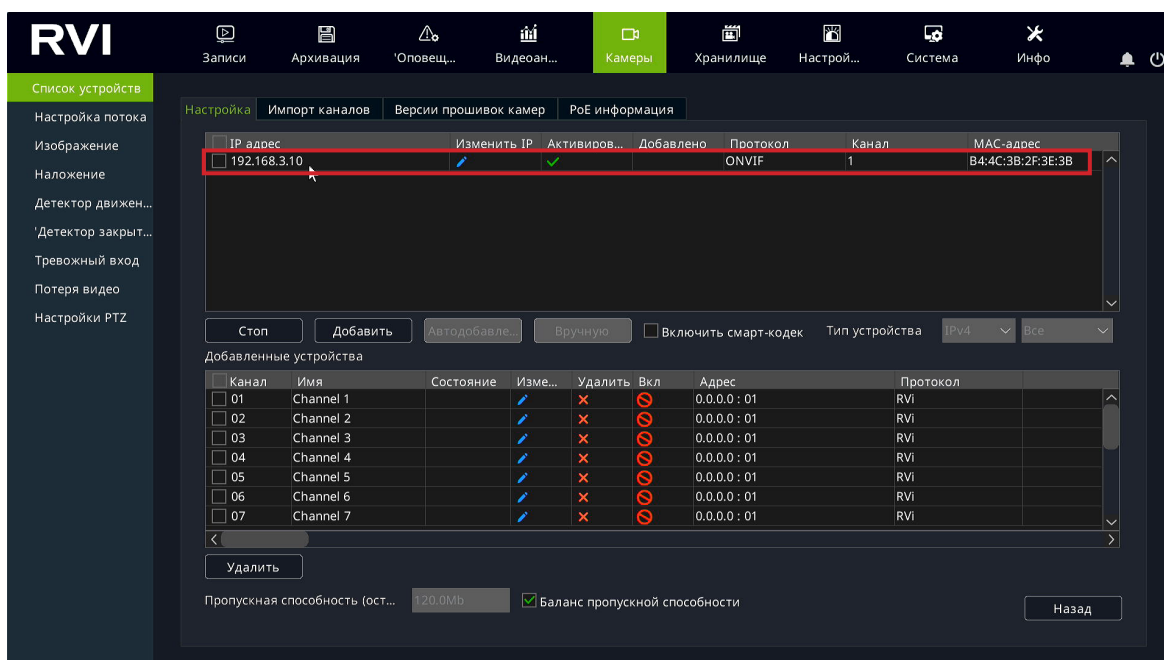 RVI
Записи Архивация 'Оповещ... Видеоан... Камеры Хранилище Настрой... Система Инфо
Список устройств
Настройка потока
Изображение
Наложение
Детектор движен...
'Детектор закрыт...
Тревожный вход
Потеря видео
Настройки PTZ
Настройка Импорт каналов Версии прошивок камер PoE информация
IP адрес Изменить IP Активиров... Добавлено Протокол Канал MAC-адрес
192.168.3.10 ONVIF 1 B4:4C:3B:2F:3E:3B
Стоп Добавить Автодобавле... Вручную Включить смарт-кодек Тип устройства IPv4 Все
Добавленные устройства
Канал Имя Состояние Изме... Удалить Вкл Адрес Протокол
01 Channel 1 0.0.0.0 : 01 RVi
02 Channel 2 0.0.0.0 : 01 RVi
03 Channel 3 0.0.0.0 : 01 RVi
04 Channel 4 0.0.0.0 : 01 RVi
05 Channel 5 0.0.0.0 : 01 RVi
06 Channel 6 0.0.0.0 : 01 RVi
07 Channel 7 0.0.0.0 : 01 RVi
Удалить
Пропускная способность (ост... 120.0Mb Баланс пропускной способности
Назад